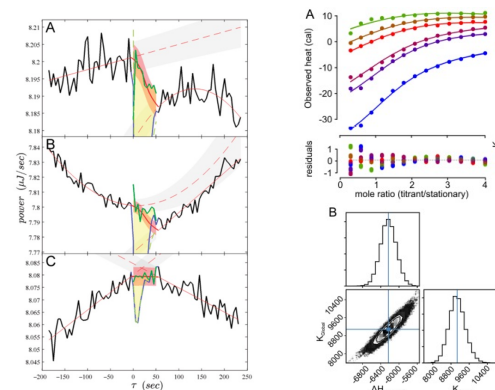 A
8.21
8.205
8.2
8.195
8.19
8.185
8.18
B
7.84
7.83
7.82
7.81
7.8
7.79
7.78
7.77
power (μJ/sec)
C
8.085
8.08
8.075
8.07
8.065
8.06
8.055
8.05
-200 -150 -100 -50 0 50 100 150 200
τ (sec)
A
10
0
-10
-20
-30
Observed heat (cal)
1
0
-1
residuals
0 1 2 3 4
mole ratio (titrant/stationary)
B
10400
9600
8800
8000
-6800 -6400 -6000 -5600
ΔH
8000 8800 9600 10400